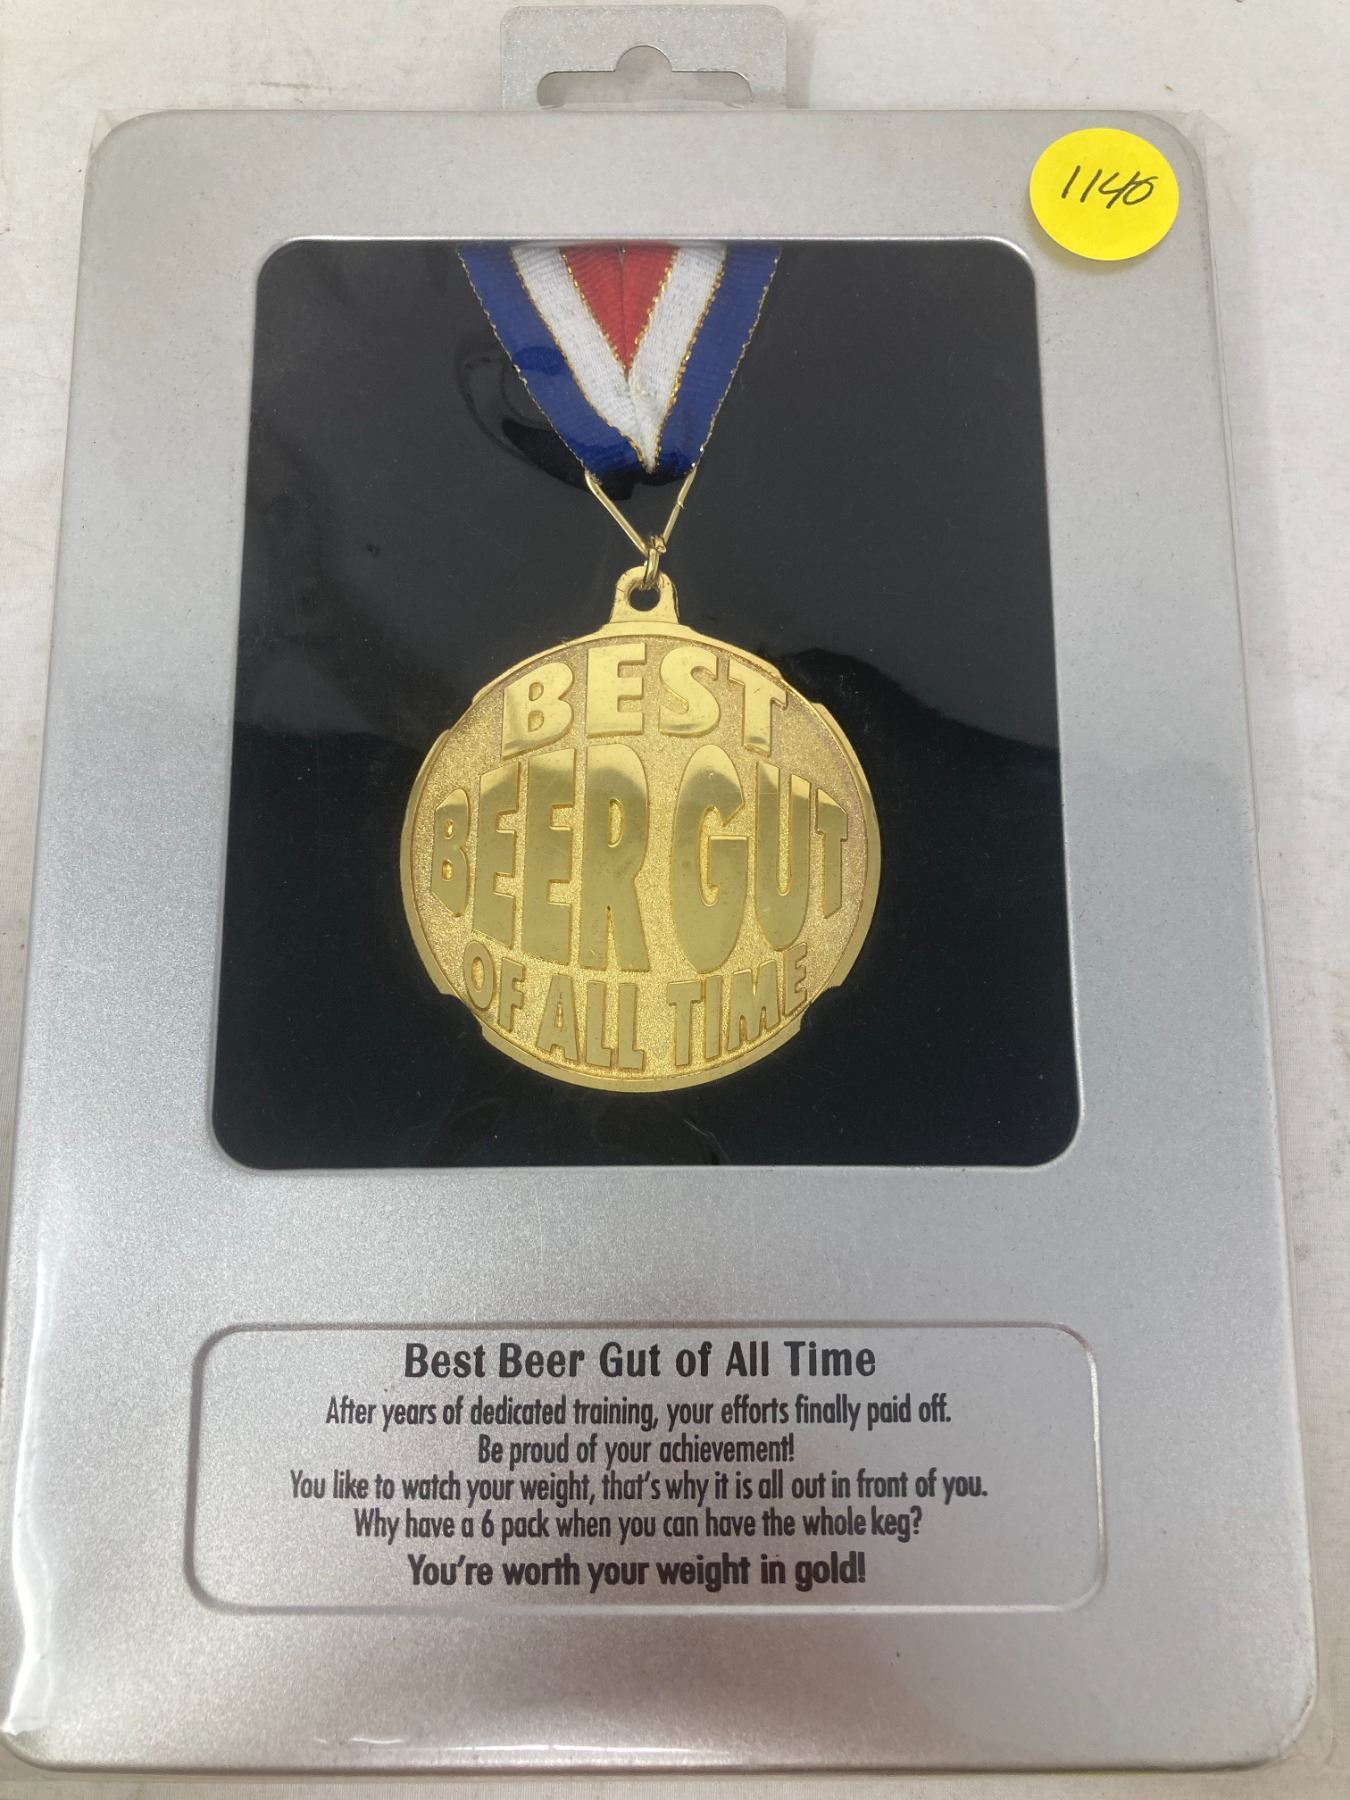 1140
BEST
BEER GUT
OF ALL TIME
Best Beer Gut of All Time
After years of dedicated training, your efforts finally paid off.
Be proud of your achievement!
You like to watch your weight, that's why it is all out in front of you.
Why have a 6 pack when you can have the whole keg?
You're worth your weight in gold!